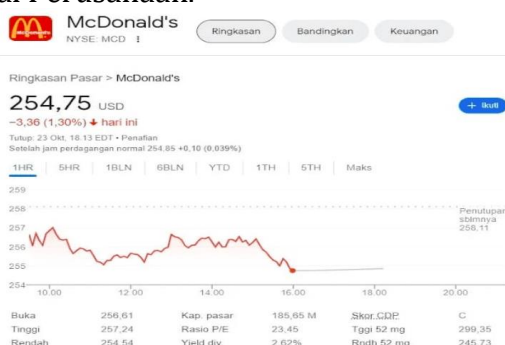 McDonald's
NYSE: MCD
Ringkasan
Bandingkan
Keuangan
Ringkasan Pasar > McDonald's
254,75 USD
−3,36 (1,30%) ↓ hari ini
+ Ikuti
Tutup: 23 Okt, 18.13 EDT • Penafian
Setelah jam perdagangan normal 254,85 +0,10 (0,039%)
1HR 5HR 1BLN 6BLN YTD 1TH 5TH Maks
259
258
257
256
255
254
Penutupan
sblmnya
258,11
10.00 12.00 14.00 16.00 18.00 20.00
Buka 256,61 Kap. pasar 185,65 M Skor CDP C
Tinggi 257,24 Rasio P/E 23,45 Tggi 52 mg 299,35
Rendah 254,54 Yield div 2,62% Rndh 52 mg 245,73